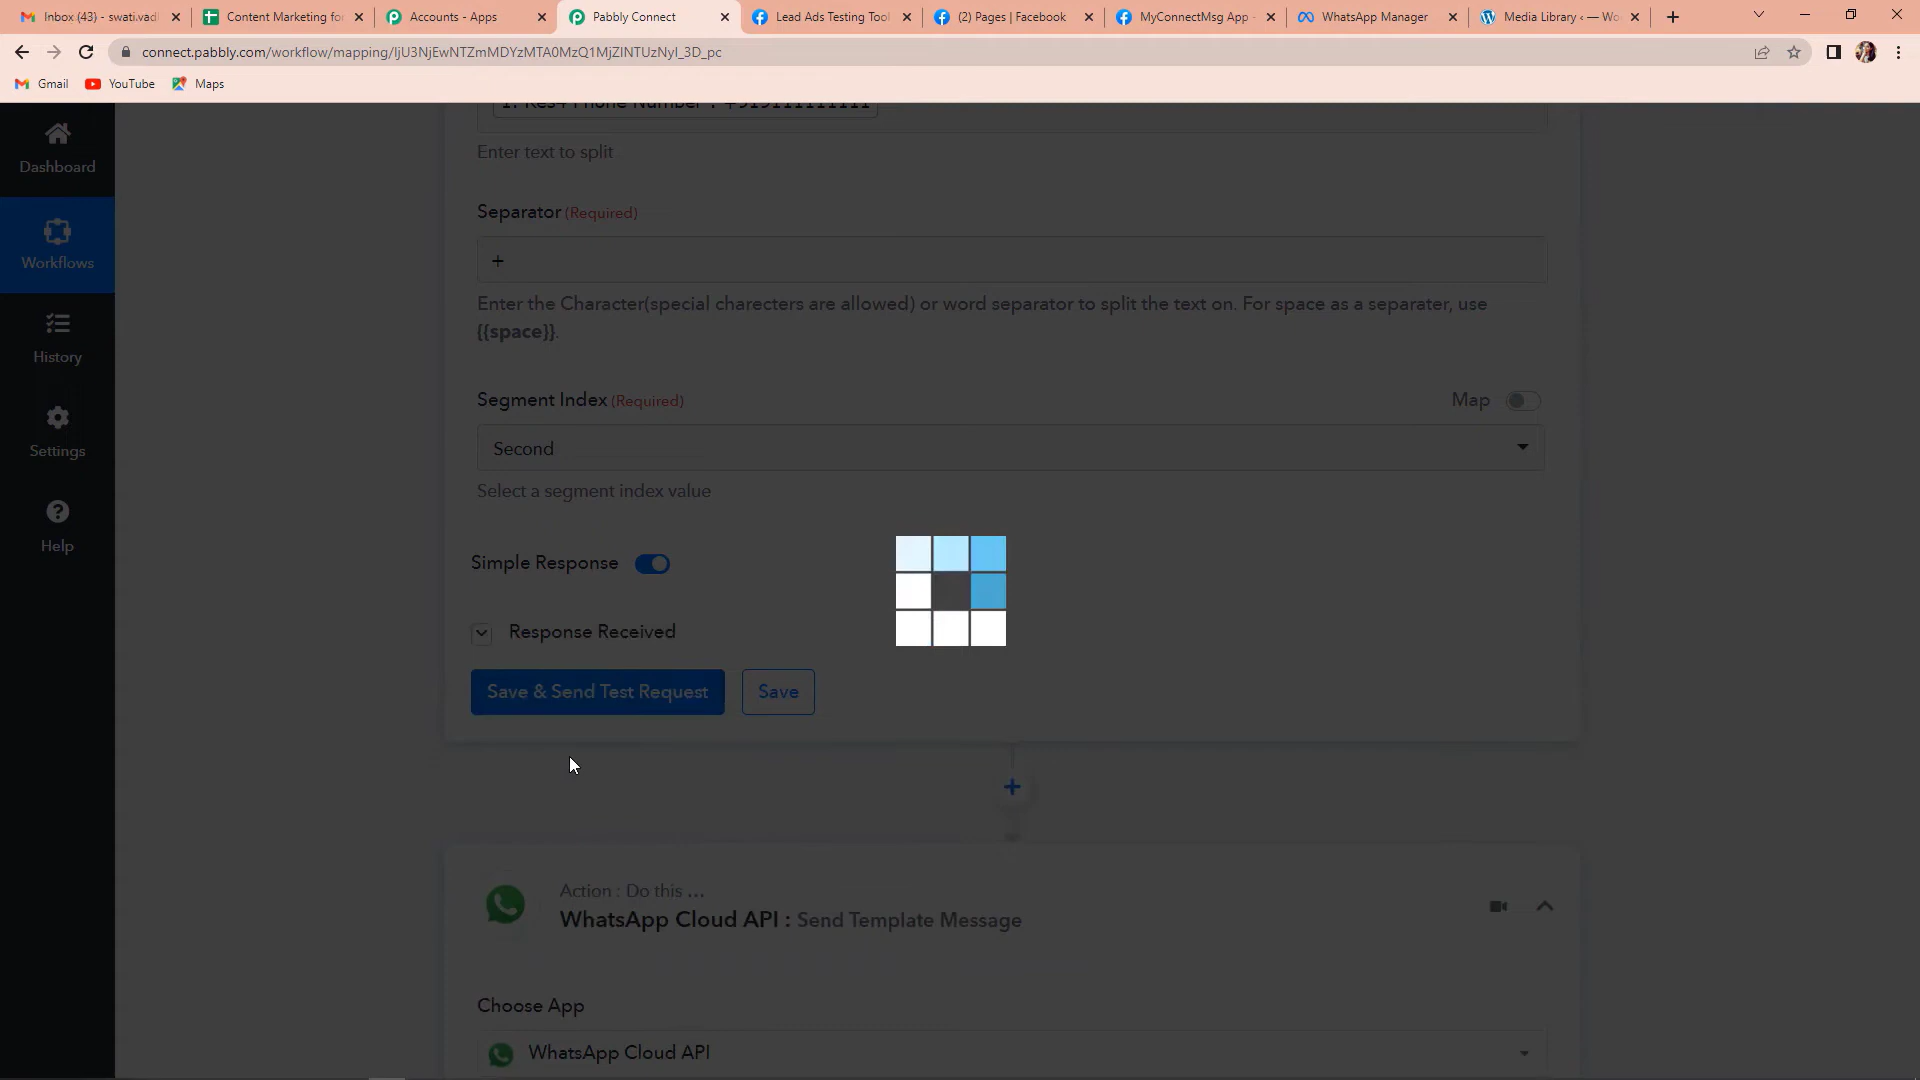 Inbox (43) - swati.vadl
Content Marketing fo
Accounts - Apps
Pabbly Connect
Lead Ads Testing Tool
(2) Pages | Facebook
MyConnectMsg App -
WhatsApp Manager
Media Library ‹ — Wo
connect.pabbly.com/workflow/mapping/IjU3NjEwNTZmMDYzMTA0MzQ1MjZlNTUzNyI_3D_pc
Gmail
YouTube
Maps
Dashboard
Workflows
History
Settings
Help
1. Res4 Phone Number : +919111111111
Enter text to split
Separator (Required)
+
Enter the Character(special charecters are allowed) or word separator to split the text on. For space as a separater, use
{{space}}.
Segment Index (Required)
Map
Second
Select a segment index value
Simple Response
Response Received
Save & Send Test Request
Save
Action : Do this ...
WhatsApp Cloud API : Send Template Message
Choose App
WhatsApp Cloud API